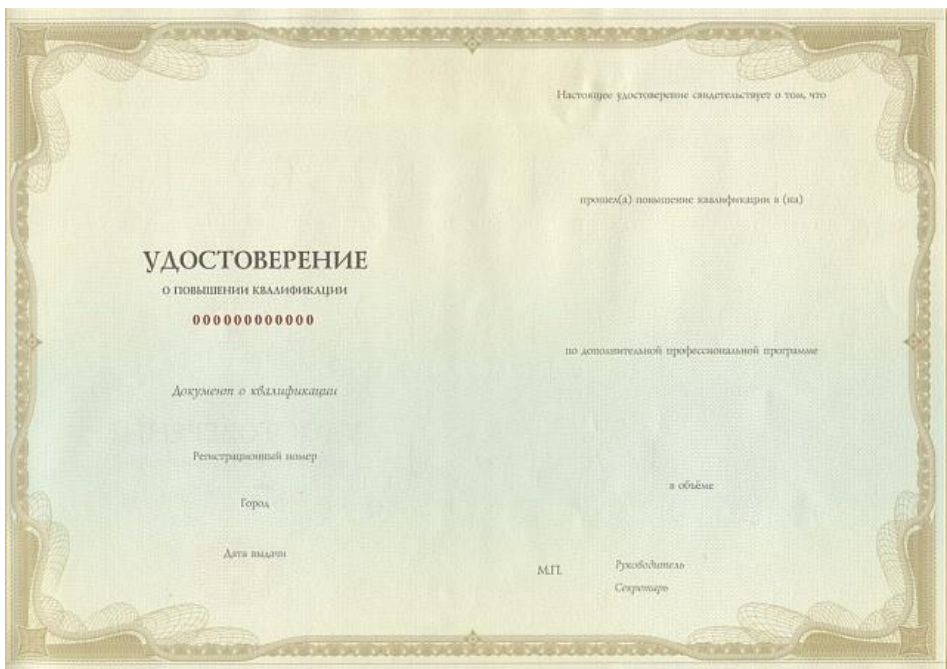 УДОСТОВЕРЕНИЕ
О ПОВЫШЕНИИ КВАЛИФИКАЦИИ
000000000000
Документ о квалификации
Регистрационный номер
Город
Дата выдачи
Настоящее удостоверение свидетельствует о том, что
прошел(а) повышение квалификации в (на)
по дополнительной профессиональной программе
в объёме
М.П.
Руководитель
Секретарь